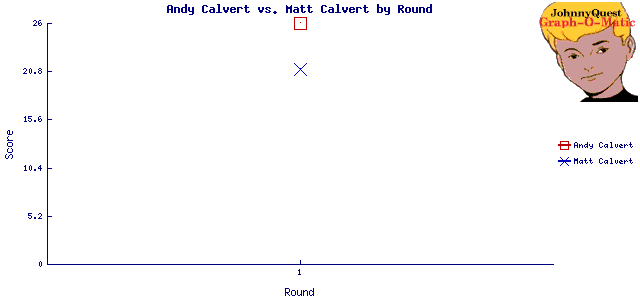 Andy Calvert vs. Matt Calvert by Round
JohnnyQuest
Graph-O-Matic
26
20.8
15.6
10.4
5.2
0
Score
1
Round
Andy Calvert
Matt Calvert